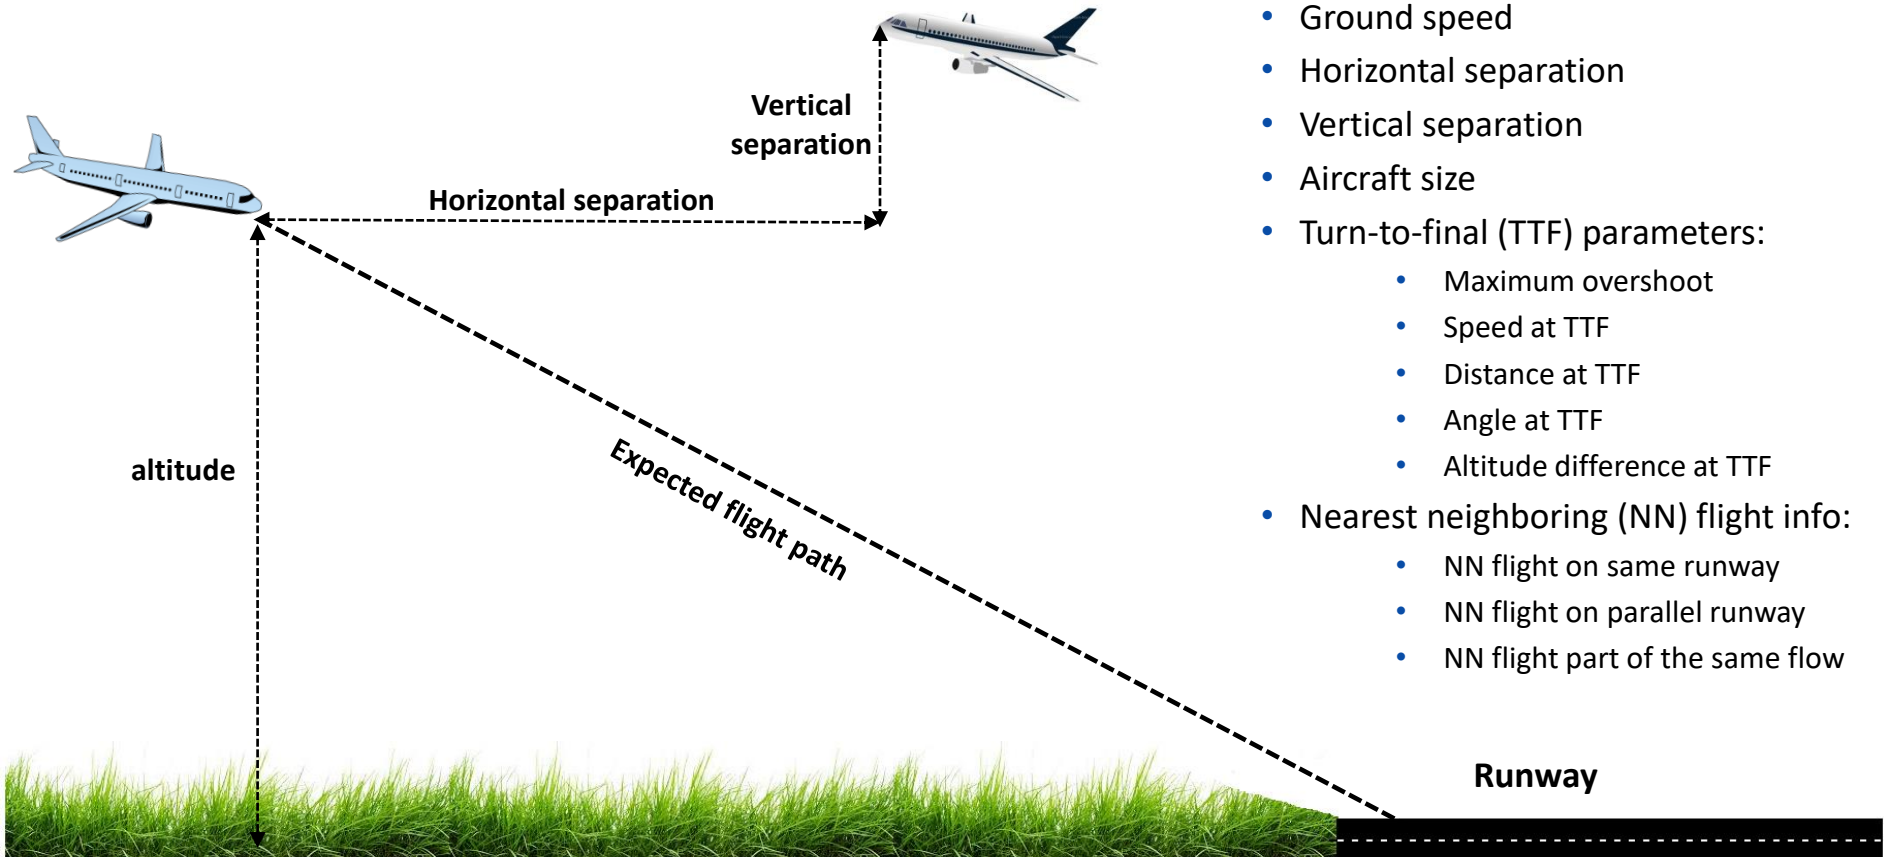 Vertical
separation
Horizontal separation
altitude
Expected flight path
Runway
• Ground speed
• Horizontal separation
• Vertical separation
• Aircraft size
• Turn-to-final (TTF) parameters:
• Maximum overshoot
• Speed at TTF
• Distance at TTF
• Angle at TTF
• Altitude difference at TTF
• Nearest neighboring (NN) flight info:
• NN flight on same runway
• NN flight on parallel runway
• NN flight part of the same flow